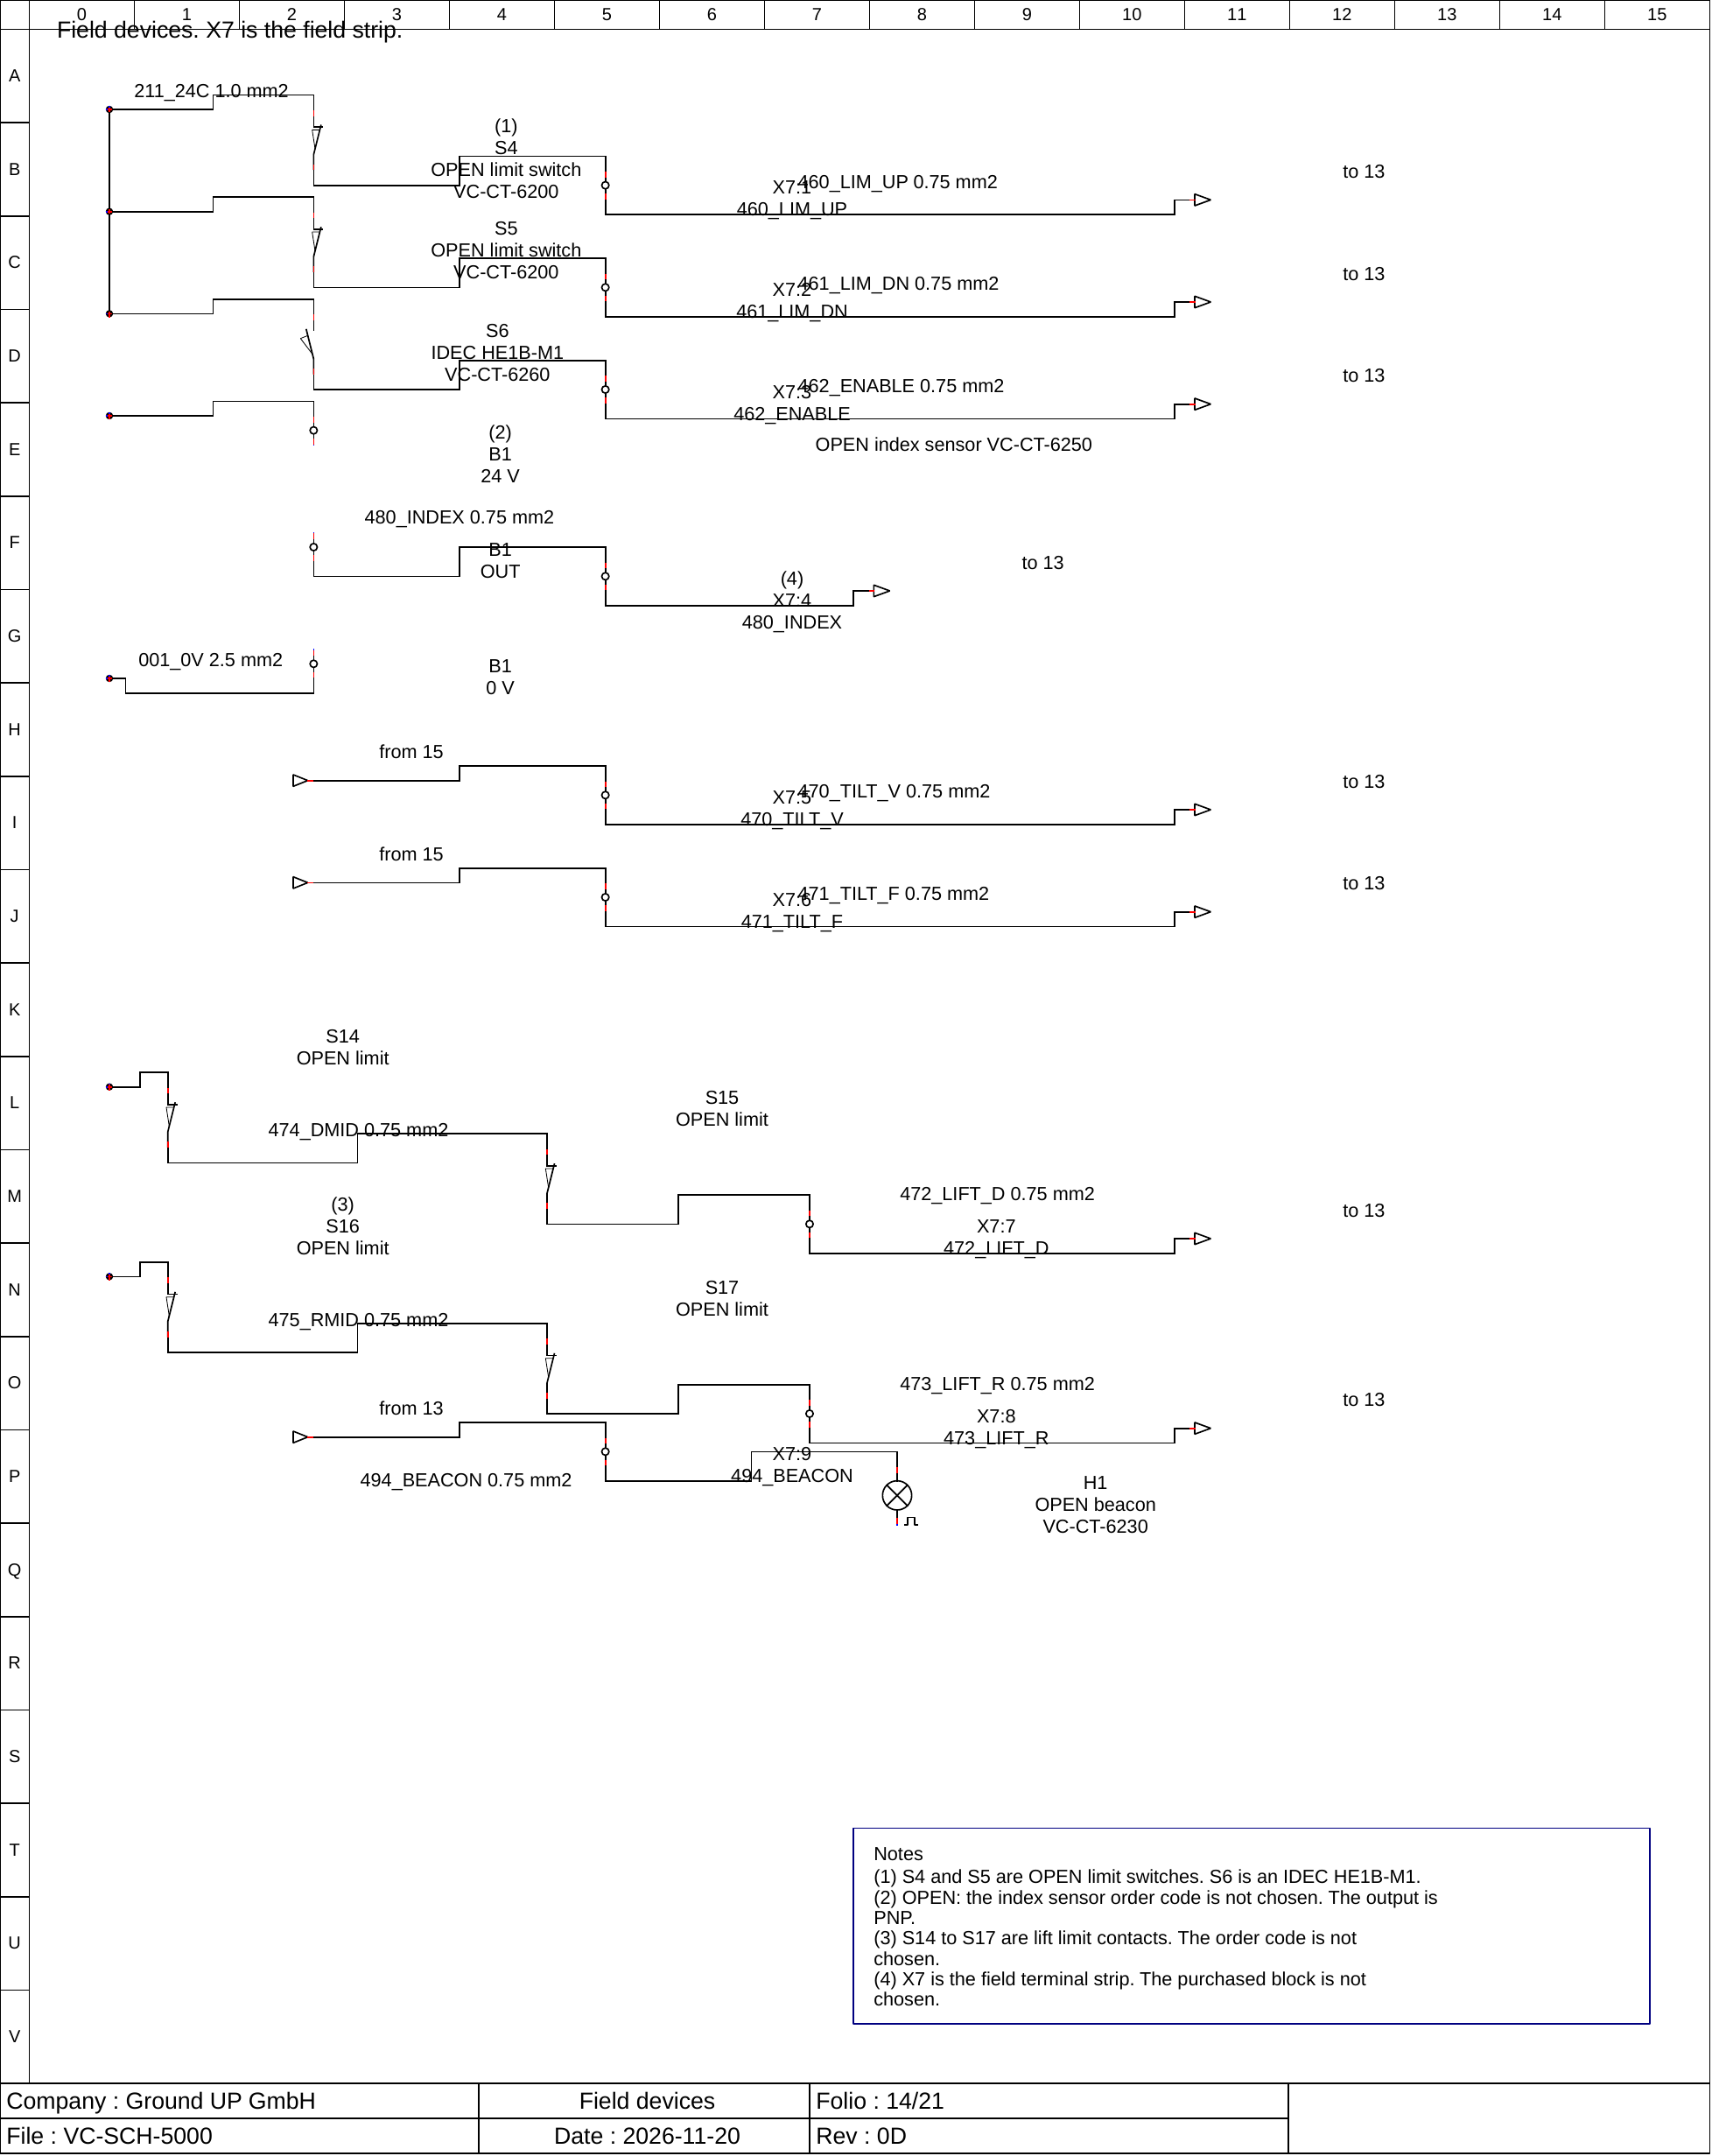 0 1 2 3 4 5 6 7 8 9 10 11 12 13 14 15
Field devices. X7 is the field strip.
A
211_24C 1.0 mm2
(1)
S4
OPEN limit switch
VC-CT-6200
B
X7:1
460_LIM_UP
460_LIM_UP 0.75 mm2
to 13
S5
OPEN limit switch
VC-CT-6200
C
X7:2
461_LIM_DN
461_LIM_DN 0.75 mm2
to 13
S6
IDEC HE1B-M1
VC-CT-6260
D
X7:3
462_ENABLE
462_ENABLE 0.75 mm2
to 13
OPEN index sensor VC-CT-6250
E
(2)
B1
24 V
480_INDEX 0.75 mm2
F
B1
OUT
(4)
X7:4
480_INDEX
to 13
G
001_0V 2.5 mm2
B1
0 V
H
from 15
X7:5
470_TILT_V
470_TILT_V 0.75 mm2
to 13
I
from 15
X7:6
471_TILT_F
471_TILT_F 0.75 mm2
to 13
J
K
S14
OPEN limit
L
S15
OPEN limit
474_DMID 0.75 mm2
M
472_LIFT_D 0.75 mm2
X7:7
472_LIFT_D
to 13
(3)
S16
OPEN limit
N
S17
OPEN limit
475_RMID 0.75 mm2
O
473_LIFT_R 0.75 mm2
X7:8
473_LIFT_R
to 13
from 13
P
X7:9
494_BEACON
494_BEACON 0.75 mm2
H1
OPEN beacon
VC-CT-6230
Q
R
S
T
U
V
Notes
(1) S4 and S5 are OPEN limit switches. S6 is an IDEC HE1B-M1.
(2) OPEN: the index sensor order code is not chosen. The output is
PNP.
(3) S14 to S17 are lift limit contacts. The order code is not
chosen.
(4) X7 is the field terminal strip. The purchased block is not
chosen.
Company : Ground UP GmbH
Field devices
Folio : 14/21
File : VC-SCH-5000
Date : 2026-11-20
Rev : 0D